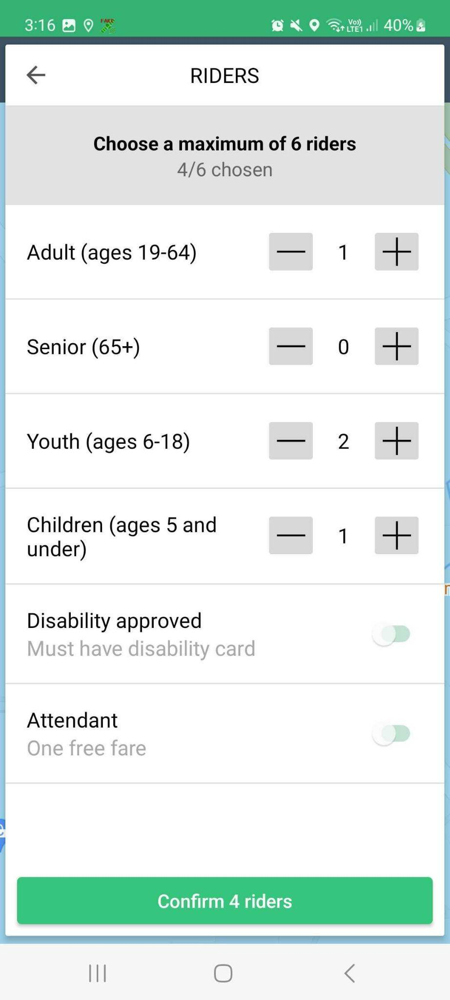 3:16 FAKE Vo)) LTE1 40%
RIDERS
Choose a maximum of 6 riders
4/6 chosen
Adult (ages 19-64) 1
Senior (65+) 0
Youth (ages 6-18) 2
Children (ages 5 and
under) 1
Disability approved
Must have disability card
Attendant
One free fare
Confirm 4 riders